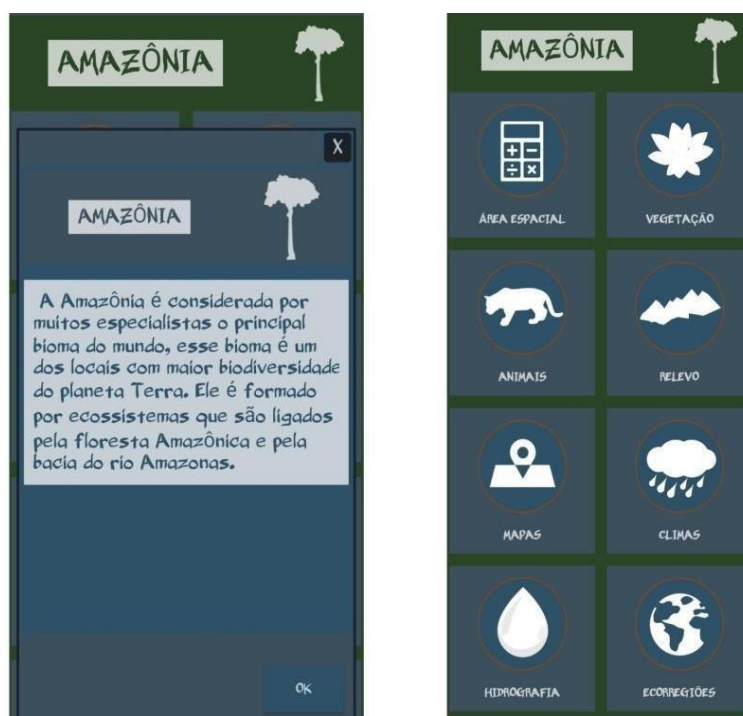 AMAZÔNIA
X
AMAZÔNIA
A Amazônia é considerada por
muitos especialistas o principal
bioma do mundo, esse bioma é um
dos locais com maior biodiversidade
do planeta Terra. Ele é formado
por ecossistemas que são ligados
pela floresta Amazônica e pela
bacia do rio Amazonas.
OK
AMAZÔNIA
ÁREA ESPACIAL
VEGETAÇÃO
ANIMAIS
RELEVO
MAPAS
CLIMAS
HIDROGRAFIA
ECORREGIÕES